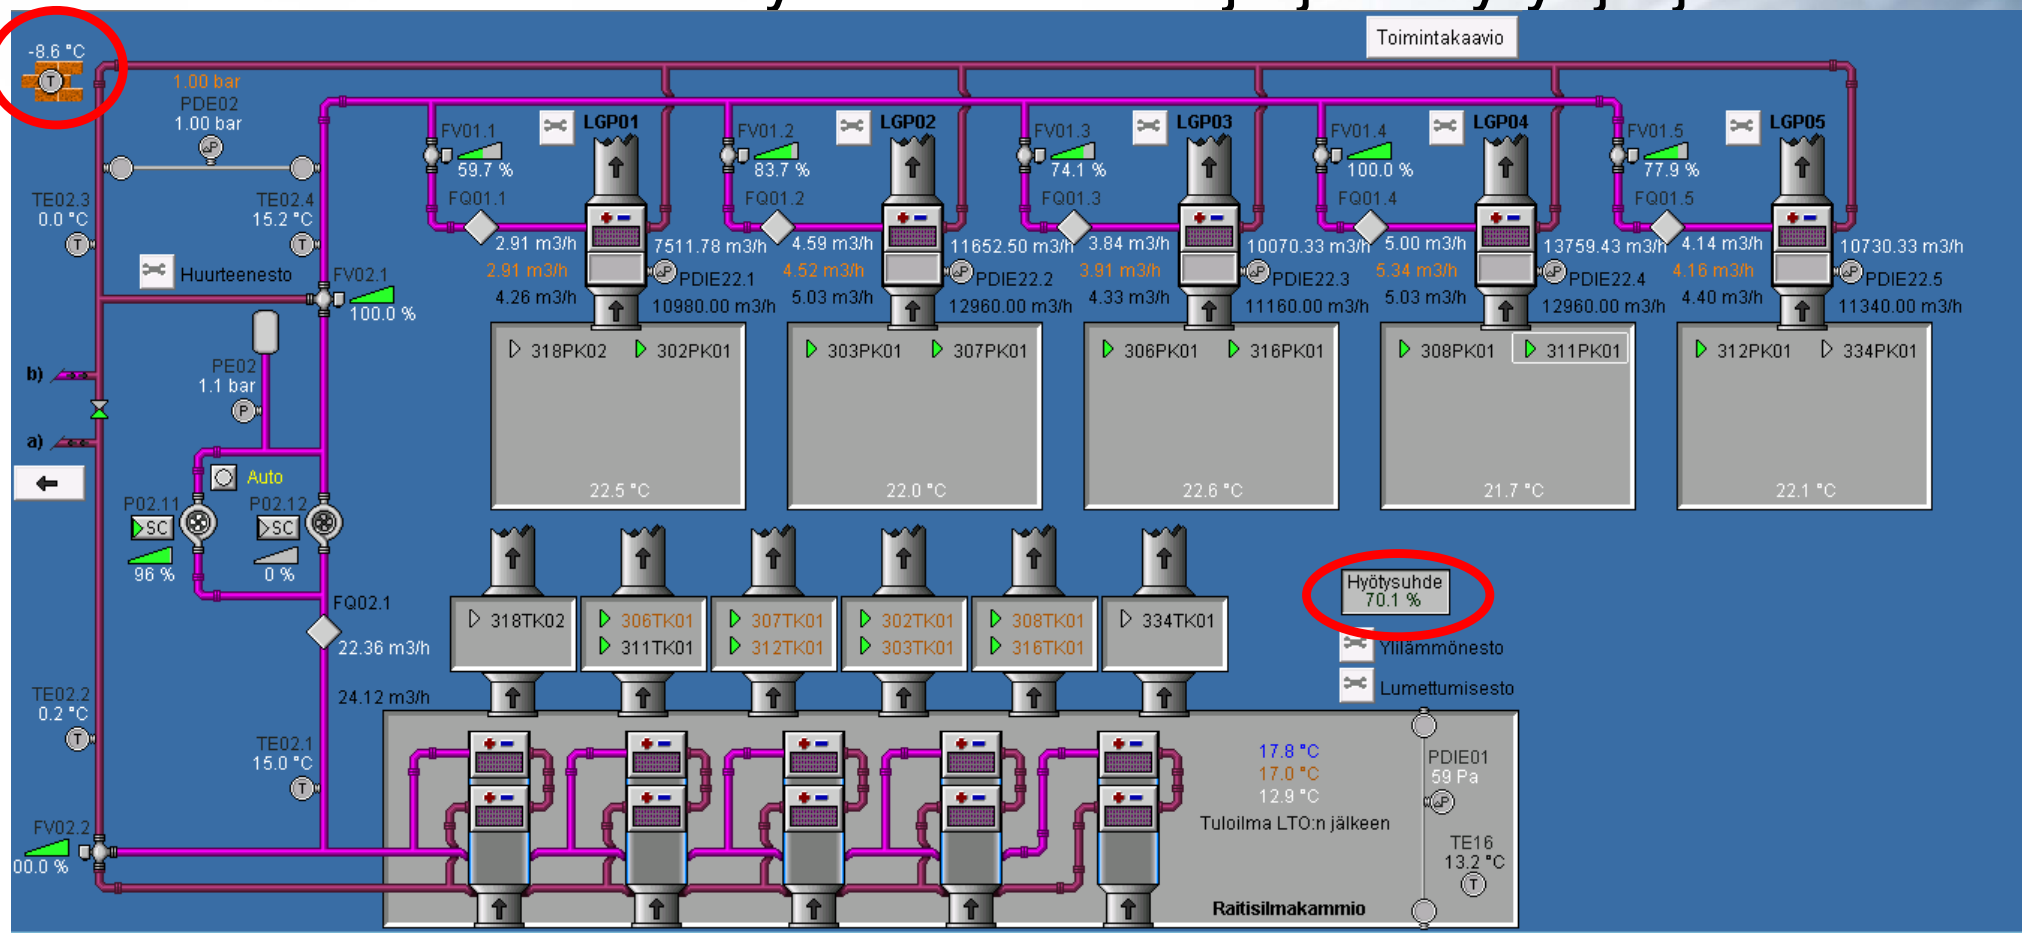 Toimintakaavio
-8.6 °C
T
1.00 bar
PDE02
1.00 bar
ΔP
TE02.3
0.0 °C
T
TE02.4
15.2 °C
T
Huurteenesto
FV02.1
100.0 %
PE02
1.1 bar
P
b)
a)
Auto
P02.11
SC
96 %
P02.12
SC
0 %
FQ02.1
22.36 m3/h
24.12 m3/h
TE02.2
0.2 °C
T
TE02.1
15.0 °C
T
FV02.2
00.0 %
FV01.1
59.7 %
FQ01.1
LGP01
2.91 m3/h
2.91 m3/h
4.26 m3/h
7511.78 m3/h
ΔP
PDIE22.1
10980.00 m3/h
318PK02
302PK01
22.5 °C
FV01.2
83.7 %
FQ01.2
LGP02
4.59 m3/h
4.52 m3/h
5.03 m3/h
11652.50 m3/h
ΔP
PDIE22.2
12960.00 m3/h
303PK01
307PK01
22.0 °C
FV01.3
74.1 %
FQ01.3
LGP03
3.84 m3/h
3.91 m3/h
4.33 m3/h
10070.33 m3/h
ΔP
PDIE22.3
11160.00 m3/h
306PK01
316PK01
22.6 °C
FV01.4
100.0 %
FQ01.4
LGP04
5.00 m3/h
5.34 m3/h
5.03 m3/h
13759.43 m3/h
ΔP
PDIE22.4
12960.00 m3/h
308PK01
311PK01
21.7 °C
FV01.5
77.9 %
FQ01.5
LGP05
4.14 m3/h
4.16 m3/h
4.40 m3/h
10730.33 m3/h
ΔP
PDIE22.5
11340.00 m3/h
312PK01
334PK01
22.1 °C
318TK02
306TK01
311TK01
307TK01
312TK01
302TK01
303TK01
308TK01
316TK01
334TK01
Hyötysuhde
70.1 %
Ylilämmönesto
Lumettumisesto
17.8 °C
17.0 °C
12.9 °C
Tuloilma LTO:n jälkeen
PDIE01
59 Pa
ΔP
TE16
13.2 °C
T
Raitisilmakammio